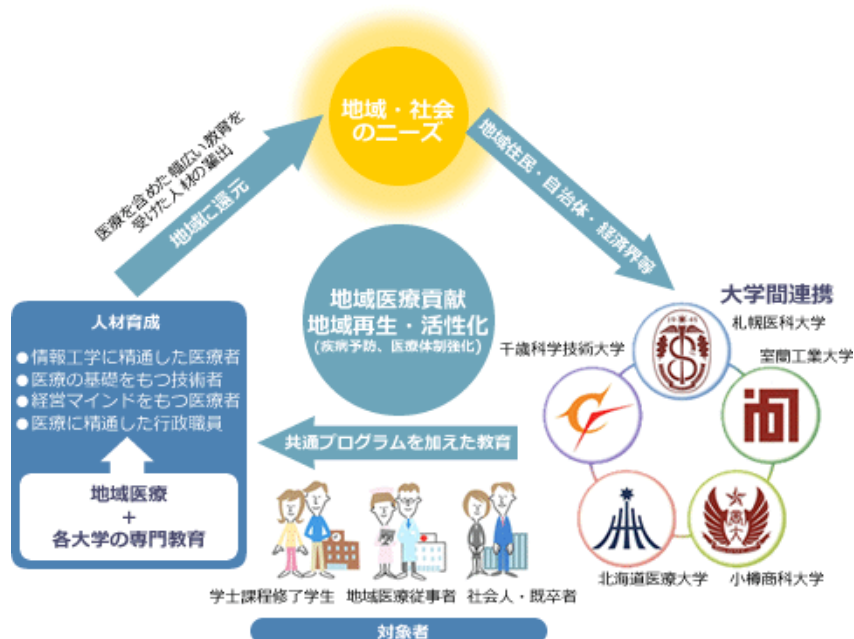 地域・社会
のニーズ
医療を含めた幅広い教育を
受けた人材の輩出
地域に還元
地域住民・自治体・経済界等
地域医療貢献
地域再生・活性化
(疾病予防、医療体制強化)
大学間連携
札幌医科大学
千歳科学技術大学
室蘭工業大学
北海道医療大学
小樽商科大学
人材育成
●情報工学に精通した医療者
●医療の基礎をもつ技術者
●経営マインドをもつ医療者
●医療に精通した行政職員
地域医療
+
各大学の専門教育
共通プログラムを加えた教育
学士課程修了学生
地域医療従事者
社会人・既卒者
対象者